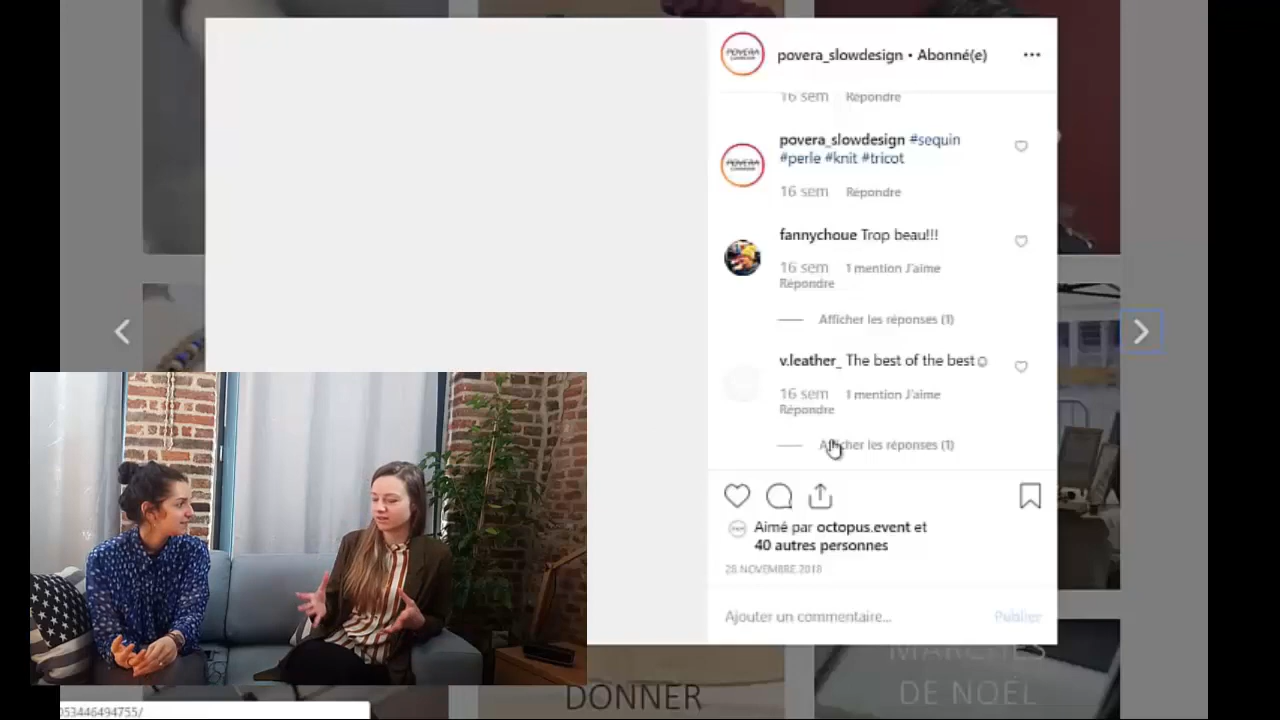 POVERA
povera_slowdesign • Abonné(e)
16 sem Répondre
POVERA
povera_slowdesign #sequin
#perle #knit #tricot
16 sem Répondre
fannychoue Trop beau!!!
16 sem 1 mention J'aime
Répondre
Afficher les réponses (1)
v.leather_ The best of the best☺
16 sem 1 mention J'aime
Répondre
Afficher les réponses (1)
Aimé par octopus.event et
40 autres personnes
28 NOVEMBRE 2018
Ajouter un commentaire... Publier
MARCHÉS
DE NOËL
DONNER
053446494755/